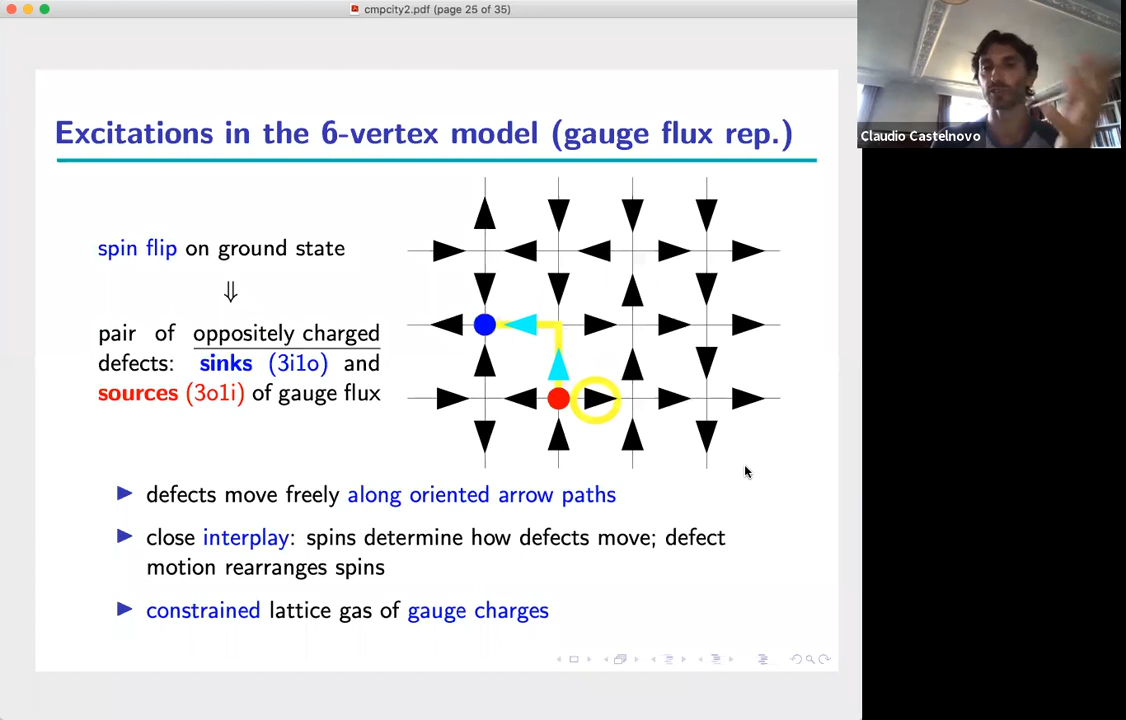 cmpcity2.pdf (page 25 of 35)
Claudio Castelnovo
Excitations in the 6-vertex model (gauge flux rep.)
spin flip on ground state
⇓
pair of oppositely charged
defects: sinks (3i1o) and
sources (3o1i) of gauge flux
defects move freely along oriented arrow paths
close interplay: spins determine how defects move; defect
motion rearranges spins
constrained lattice gas of gauge charges